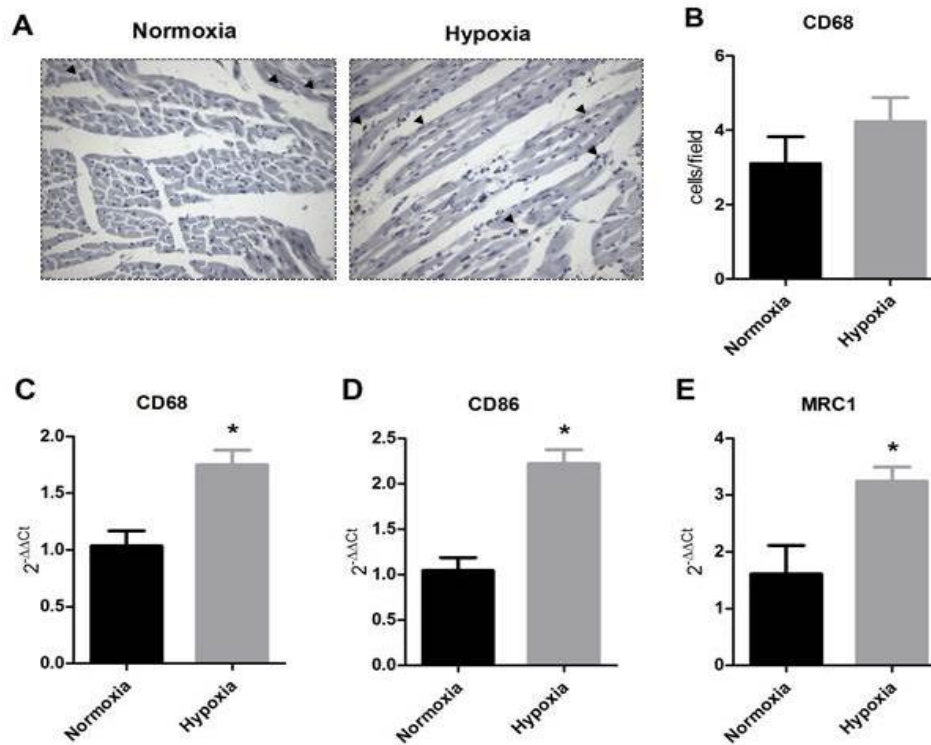 A
Normoxia
Hypoxia
B
CD68
cells/field
6
4
2
0
Normoxia
Hypoxia
C
CD68
*
2^-ΔΔCt
2.0
1.5
1.0
0.5
0.0
Normoxia
Hypoxia
D
CD86
*
2^-ΔΔCt
2.5
2.0
1.5
1.0
0.5
0.0
Normoxia
Hypoxia
E
MRC1
*
2^-ΔΔCt
4
3
2
1
0
Normoxia
Hypoxia